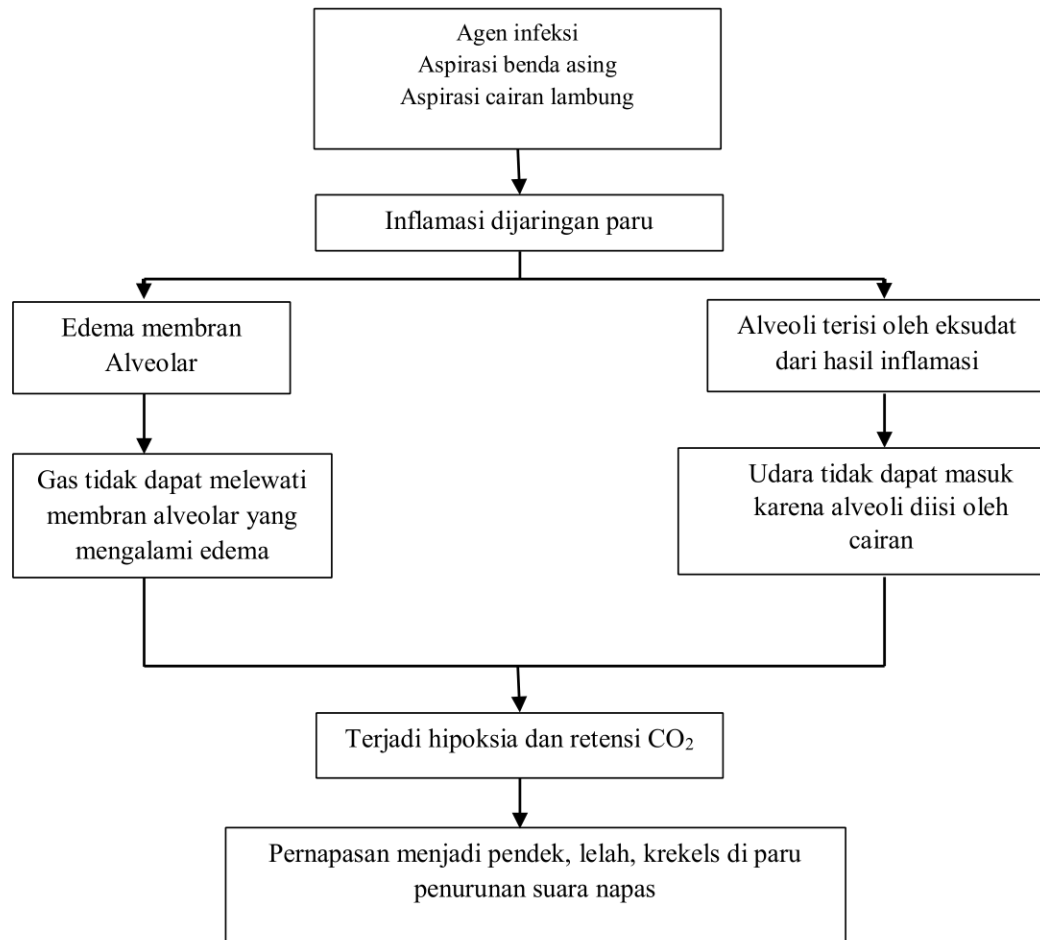 Agen infeksi
Aspirasi benda asing
Aspirasi cairan lambung
Inflamasi dijaringan paru
Edema membran
Alveolar
Alveoli terisi oleh eksudat
dari hasil inflamasi
Gas tidak dapat melewati
membran alveolar yang
mengalami edema
Udara tidak dapat masuk
karena alveoli diisi oleh
cairan
Terjadi hipoksia dan retensi CO₂
Pernapasan menjadi pendek, lelah, krekels di paru
penurunan suara napas